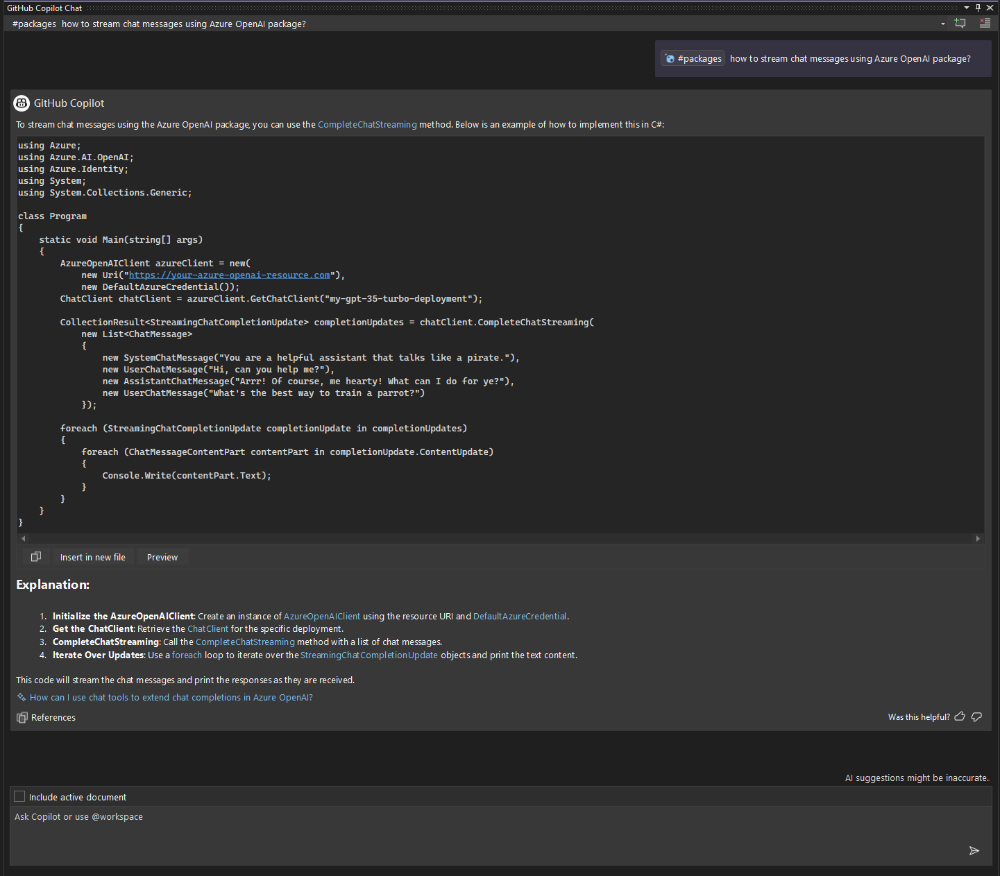 GitHub Copilot Chat
#packages how to stream chat messages using Azure OpenAI package?
#packages how to stream chat messages using Azure OpenAI package?
GitHub Copilot
To stream chat messages using the Azure OpenAI package, you can use the CompleteChatStreaming method. Below is an example of how to implement this in C#:
using Azure;
using Azure.AI.OpenAI;
using Azure.Identity;
using System;
using System.Collections.Generic;
class Program
{
    static void Main(string[] args)
    {
        AzureOpenAIClient azureClient = new(
            new Uri("https://your-azure-openai-resource.com"),
            new DefaultAzureCredential());
        ChatClient chatClient = azureClient.GetChatClient("my-gpt-35-turbo-deployment");
        CollectionResult<StreamingChatCompletionUpdate> completionUpdates = chatClient.CompleteChatStreaming(
            new List<ChatMessage>
            {
                new SystemChatMessage("You are a helpful assistant that talks like a pirate."),
                new UserChatMessage("Hi, can you help me?"),
                new AssistantChatMessage("Arrr! Of course, me hearty! What can I do for ye?"),
                new UserChatMessage("What's the best way to train a parrot?")
            });
        foreach (StreamingChatCompletionUpdate completionUpdate in completionUpdates)
        {
            foreach (ChatMessageContentPart contentPart in completionUpdate.ContentUpdate)
            {
                Console.Write(contentPart.Text);
            }
        }
    }
}
Insert in new file Preview
Explanation:
1. Initialize the AzureOpenAIClient: Create an instance of AzureOpenAIClient using the resource URI and DefaultAzureCredential.
2. Get the ChatClient: Retrieve the ChatClient for the specific deployment.
3. CompleteChatStreaming: Call the CompleteChatStreaming method with a list of chat messages.
4. Iterate Over Updates: Use a foreach loop to iterate over the StreamingChatCompletionUpdate objects and print the text content.
This code will stream the chat messages and print the responses as they are received.
How can I use chat tools to extend chat completions in Azure OpenAI?
References Was this helpful?
AI suggestions might be inaccurate.
Include active document
Ask Copilot or use @workspace